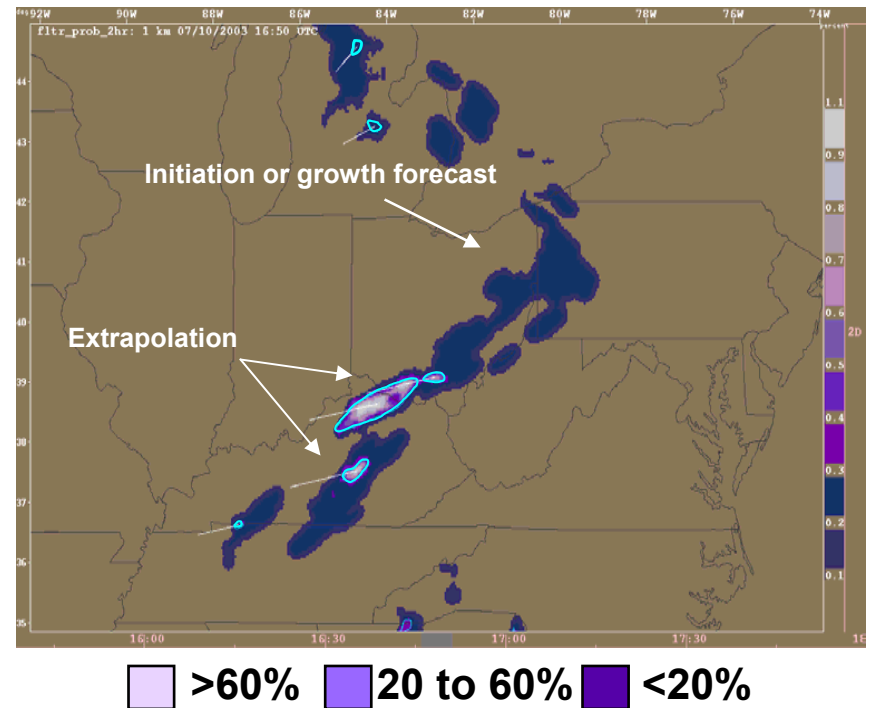 92W 90W 88W 86W 84W 82W 80W 78W 76W 74W
fltr_prob_2hr: 1 km 07/10/2003 16:50 UTC
percent
44
43
42
41
40
39
38
37
36
35
Initiation or growth forecast
Extrapolation
1.1
0.9
0.8
0.7
0.6
0.5
0.4
0.3
0.2
0.1
2D
16:00 16:30 17:00 17:30
>60% 20 to 60% <20%